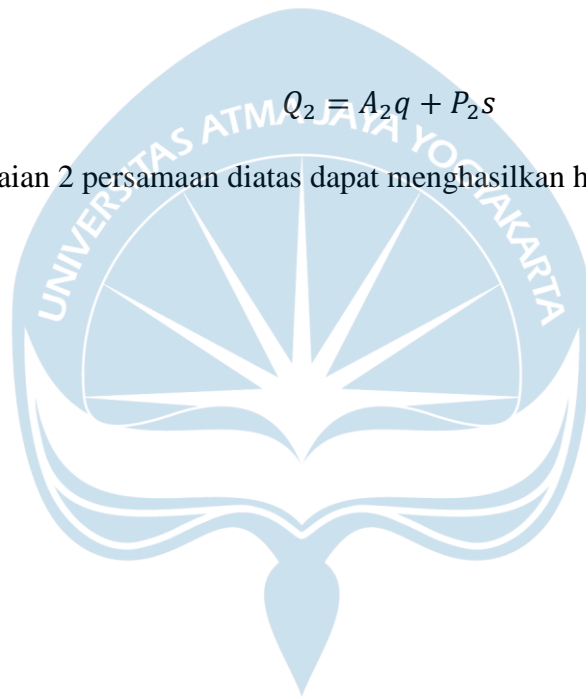 Q₂ = A₂q + P₂s
aian 2 persamaan diatas dapat menghasilkan h
UNIVERSITAS ATMA JAYA YOGYAKARTA